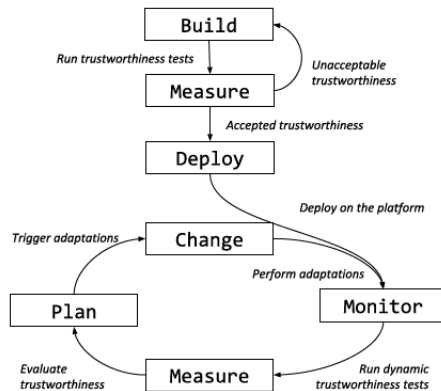 Build
Run trustworthiness tests
Unacceptable
trustworthiness
Measure
Accepted trustworthiness
Deploy
Deploy on the platform
Trigger adaptations
Change
Perform adaptations
Plan
Monitor
Evaluate
trustworthiness
Measure
Run dynamic
trustworthiness tests